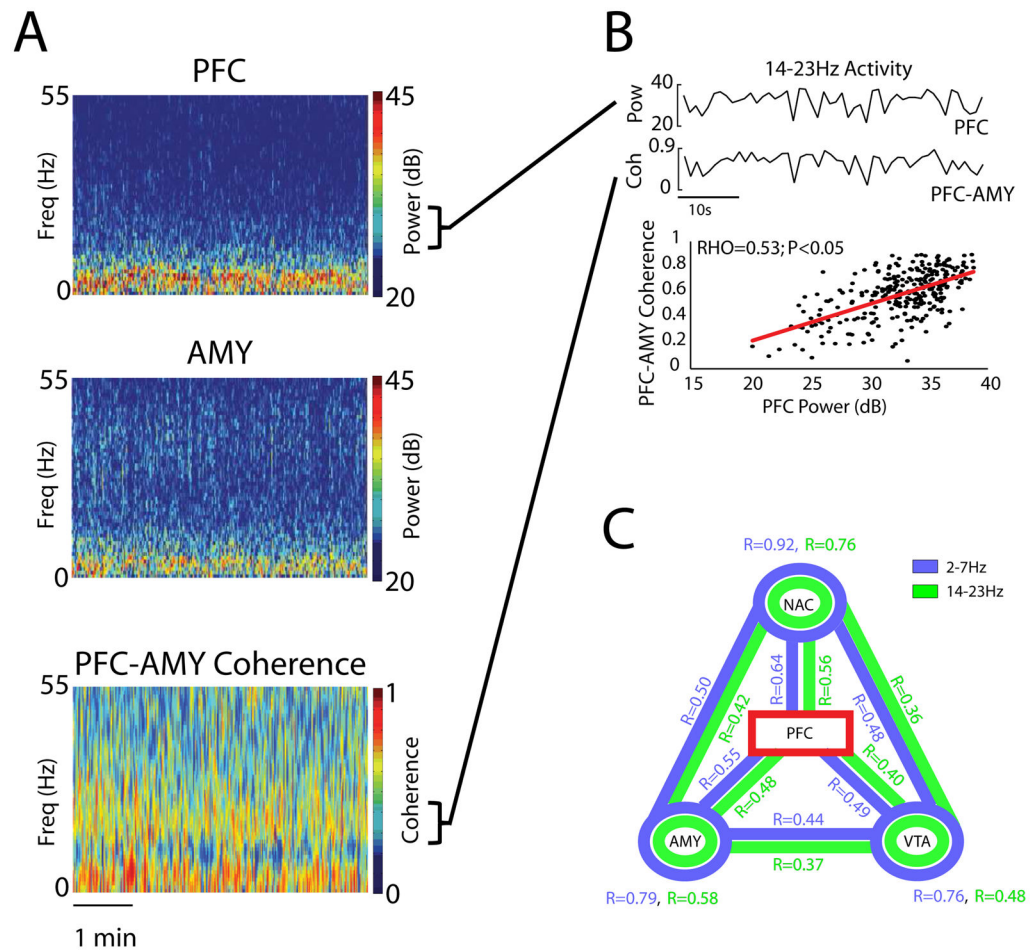 A
PFC
55
Freq (Hz)
0
45
Power (dB)
20
AMY
55
Freq (Hz)
0
45
Power (dB)
20
PFC-AMY Coherence
55
Freq (Hz)
0
1
Coherence
0
1 min
B
14-23Hz Activity
40
Pow
20
PFC
0.9
Coh
0
PFC-AMY
10s
RHO=0.53; P<0.05
PFC-AMY Coherence
1
0.8
0.6
0.4
0.2
0
15 20 25 30 35 40
PFC Power (dB)
C
R=0.92, R=0.76
2-7Hz
14-23Hz
NAC
R=0.50
R=0.42
R=0.64
R=0.56
R=0.48
R=0.36
PFC
R=0.55
R=0.48
R=0.40
R=0.49
AMY
R=0.44
R=0.37
VTA
R=0.79, R=0.58
R=0.76, R=0.48